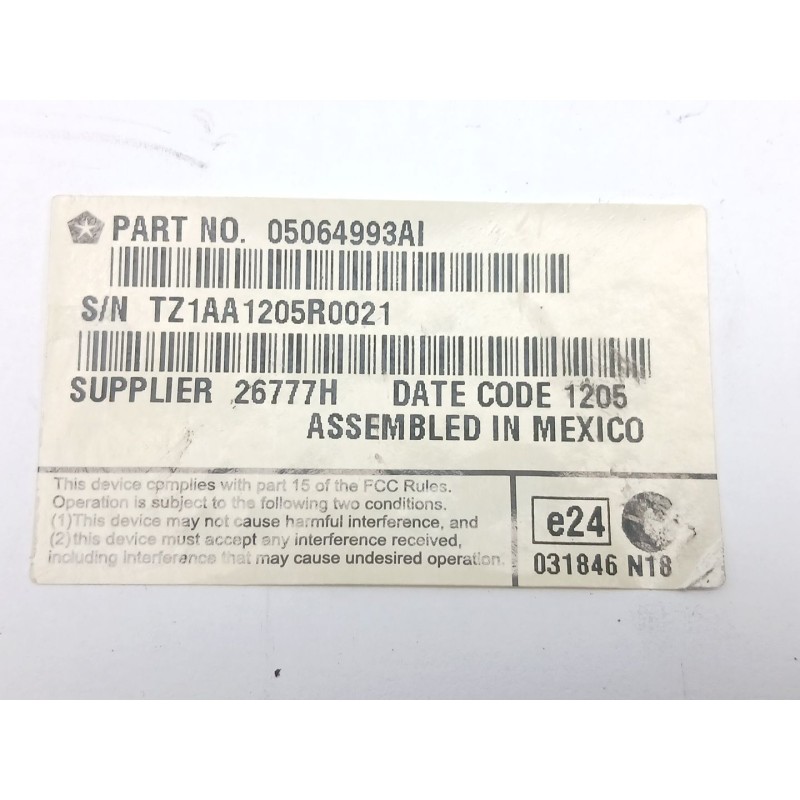 PART NO. 05064993AI
S/N TZ1AA1205R0021
SUPPLIER 26777H DATE CODE 1205
ASSEMBLED IN MEXICO
This device complies with part 15 of the FCC Rules.
Operation is subject to the following two conditions.
(1)This device may not cause harmful interference, and
(2)this device must accept any interference received,
including Interference that may cause undesired operation.
e24
031846 N18